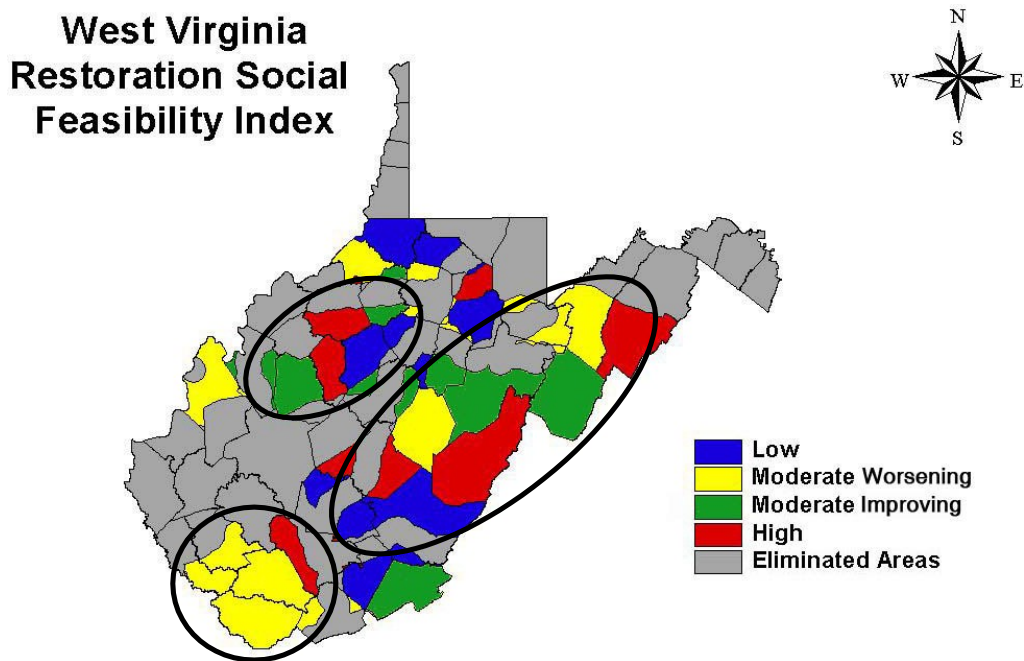 West Virginia
Restoration Social
Feasibility Index
N
W
E
S
Low
Moderate Worsening
Moderate Improving
High
Eliminated Areas